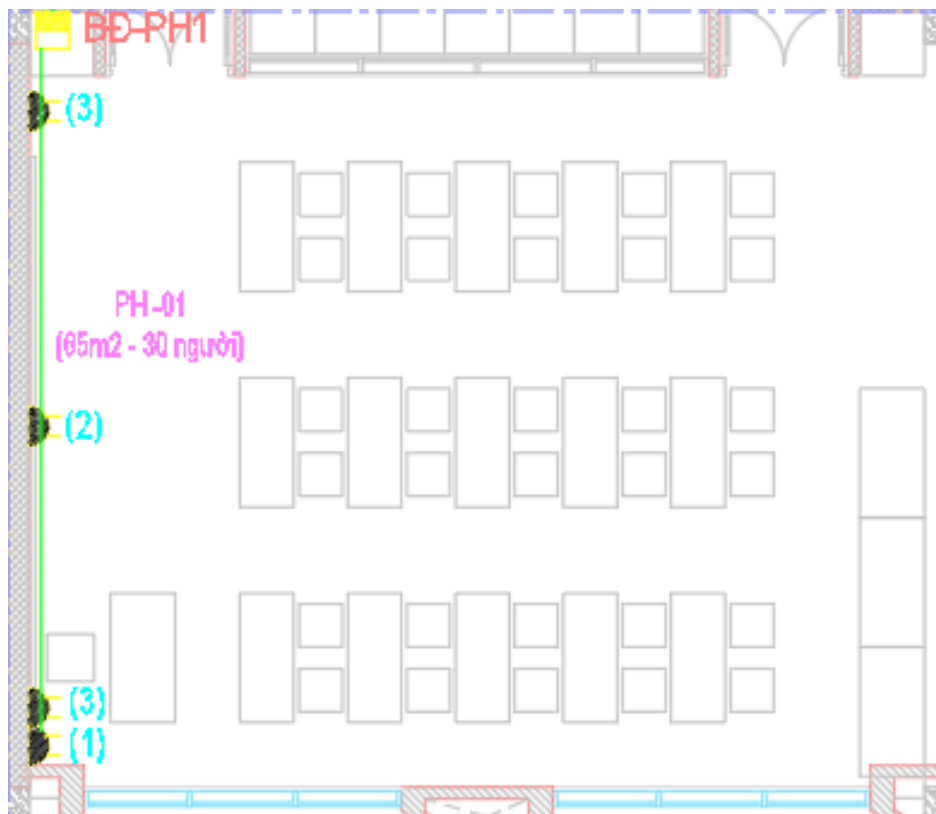 BĐ-PH1
(3)
PH-01
(65m2 - 30 người)
(2)
(3)
(1)